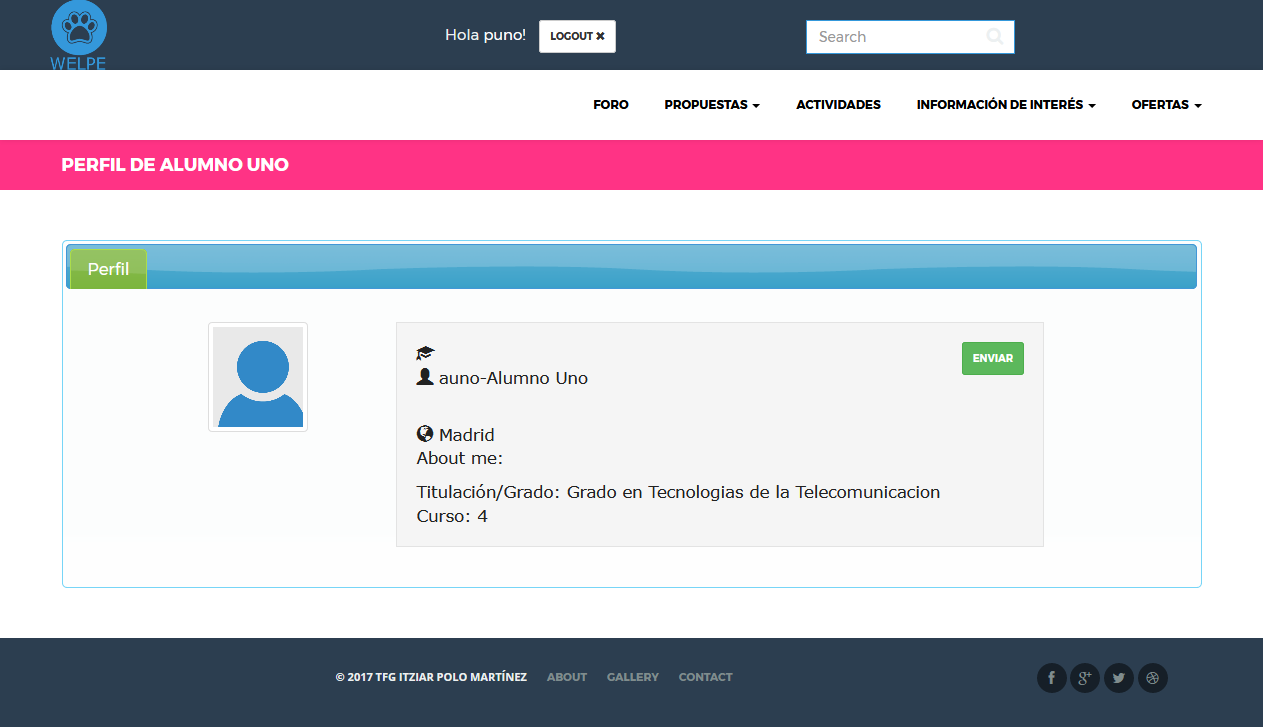 WELPE
Hola puno!
LOGOUT ✖
Search
FORO
PROPUESTAS
ACTIVIDADES
INFORMACIÓN DE INTERÉS
OFERTAS
PERFIL DE ALUMNO UNO
Perfil
ENVIAR
auno-Alumno Uno
Madrid
About me:
Titulación/Grado: Grado en Tecnologias de la Telecomunicacion
Curso: 4
© 2017 TFG ITZIAR POLO MARTÍNEZ
ABOUT
GALLERY
CONTACT